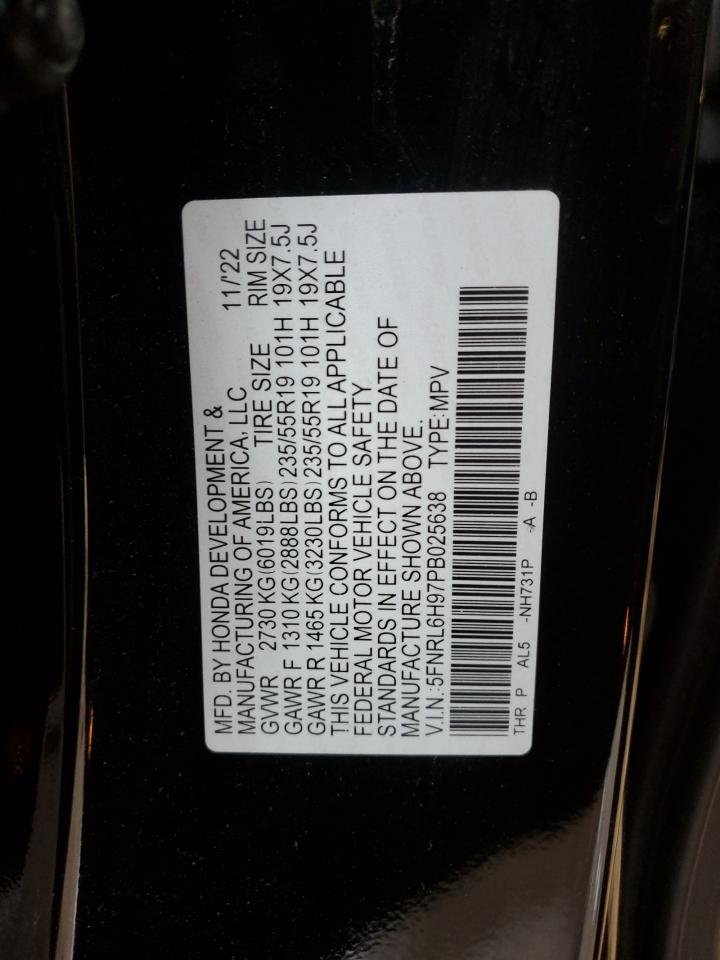 MFD. BY HONDA DEVELOPMENT &
MANUFACTURING OF AMERICA, LLC 11/'22
GVWR 2730 KG(6019LBS) TIRE SIZE RIM SIZE
GAWR F 1310 KG(2888LBS)235/55R19 101H 19X7.5J
GAWR R 1465 KG(3230LBS)235/55R19 101H 19X7.5J
THIS VEHICLE CONFORMS TO ALL APPLICABLE
FEDERAL MOTOR VEHICLE SAFETY
STANDARDS IN EFFECT ON THE DATE OF
MANUFACTURE SHOWN ABOVE.
V.I.N.:5FNRL6H97PB025638 TYPE:MPV
THR P AL5 -NH731P -A -B